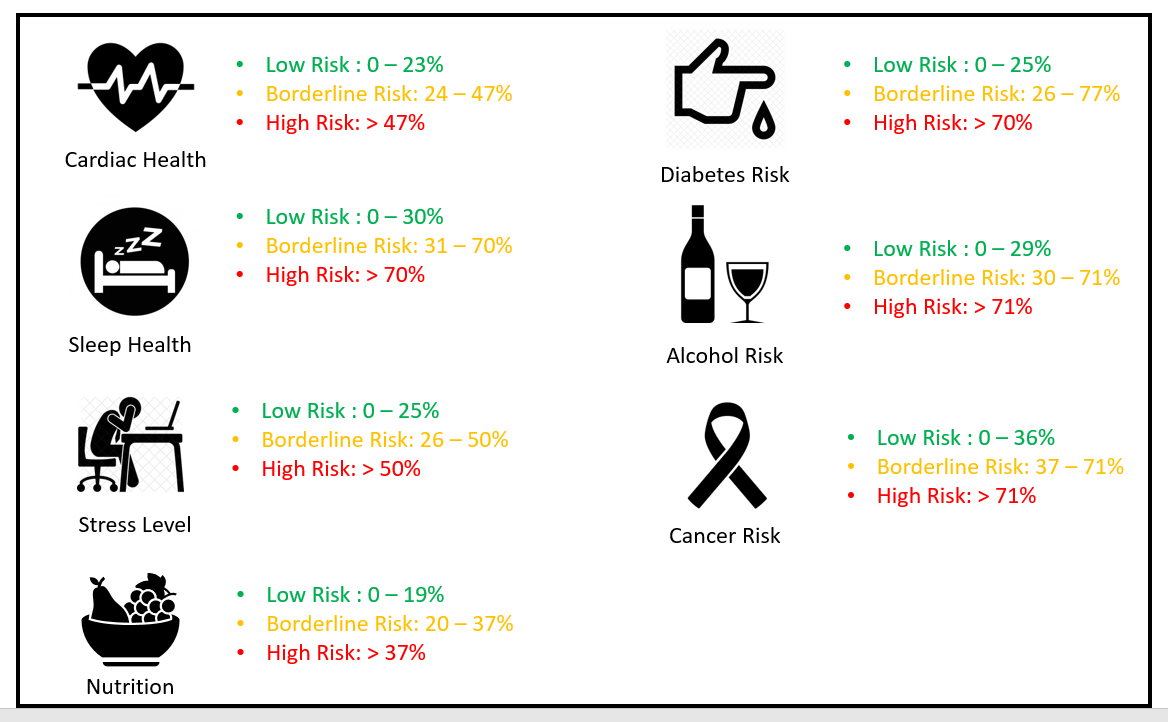 • Low Risk : 0 – 23%
• Borderline Risk: 24 – 47%
• High Risk: > 47%
Cardiac Health
• Low Risk : 0 – 25%
• Borderline Risk: 26 – 77%
• High Risk: > 70%
Diabetes Risk
zzZ
• Low Risk : 0 – 30%
• Borderline Risk: 31 – 70%
• High Risk: > 70%
Sleep Health
• Low Risk : 0 – 29%
• Borderline Risk: 30 – 71%
• High Risk: > 71%
Alcohol Risk
• Low Risk : 0 – 25%
• Borderline Risk: 26 – 50%
• High Risk: > 50%
Stress Level
• Low Risk : 0 – 36%
• Borderline Risk: 37 – 71%
• High Risk: > 71%
Cancer Risk
• Low Risk : 0 – 19%
• Borderline Risk: 20 – 37%
• High Risk: > 37%
Nutrition